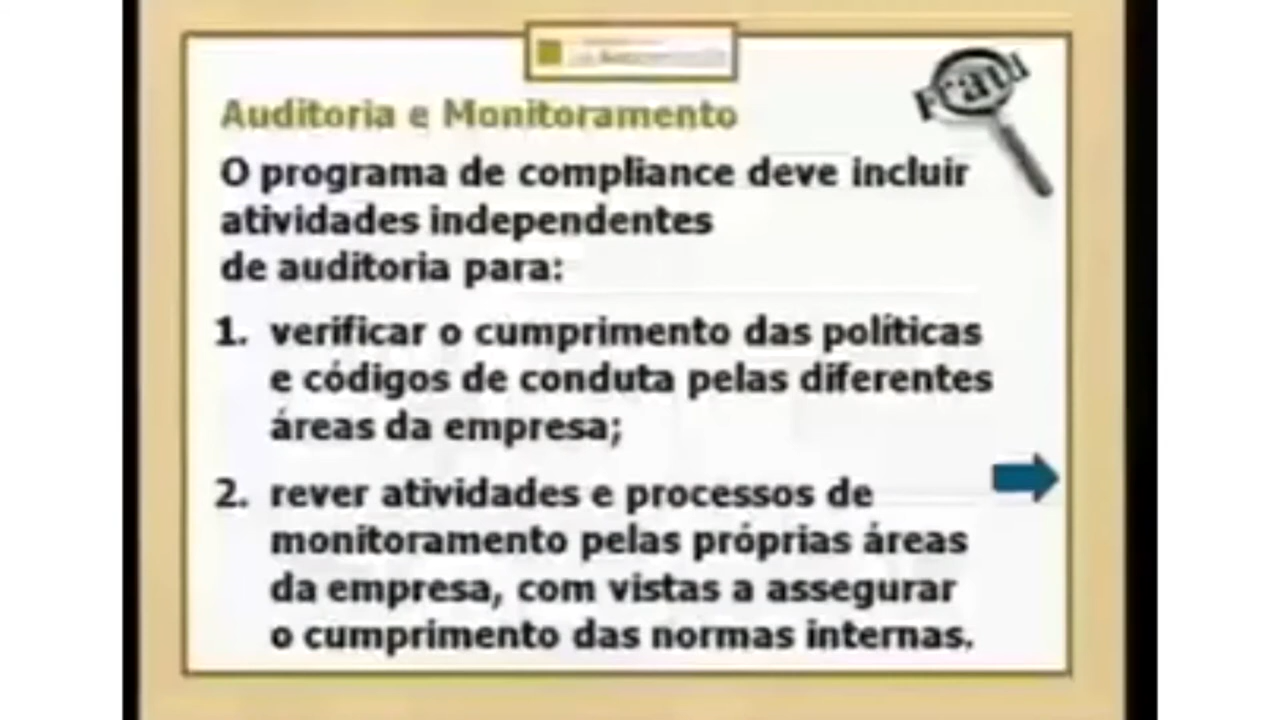 Fraud
Auditoria e Monitoramento
O programa de compliance deve incluir
atividades independentes
de auditoria para:
1. verificar o cumprimento das políticas
e códigos de conduta pelas diferentes
áreas da empresa;
2. rever atividades e processos de
monitoramento pelas próprias áreas
da empresa, com vistas a assegurar
o cumprimento das normas internas.